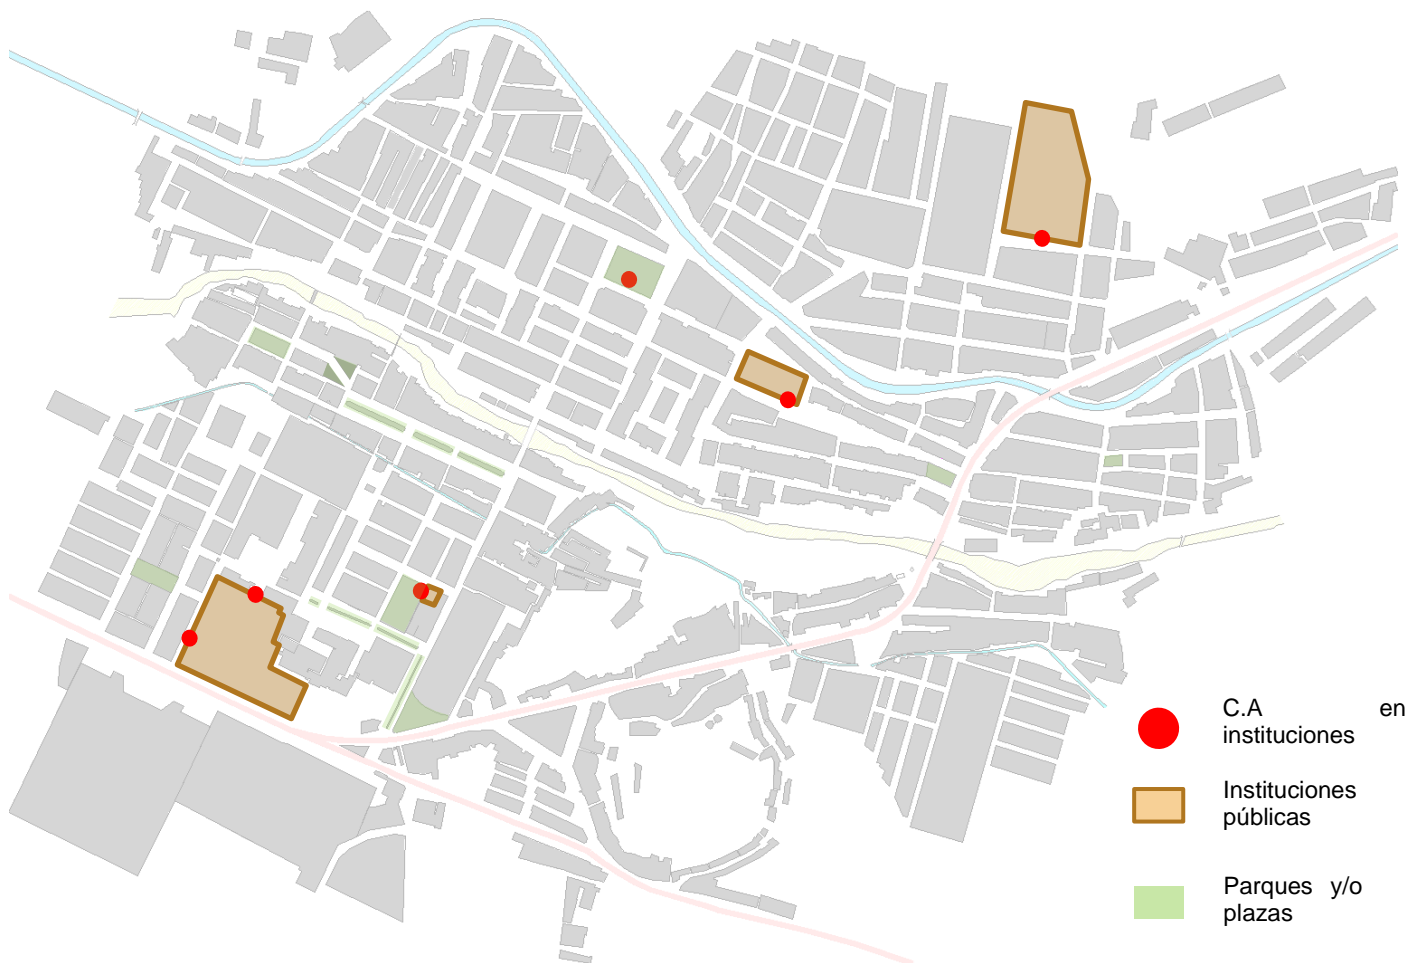 C.A en
instituciones
Instituciones
públicas
Parques y/o
plazas